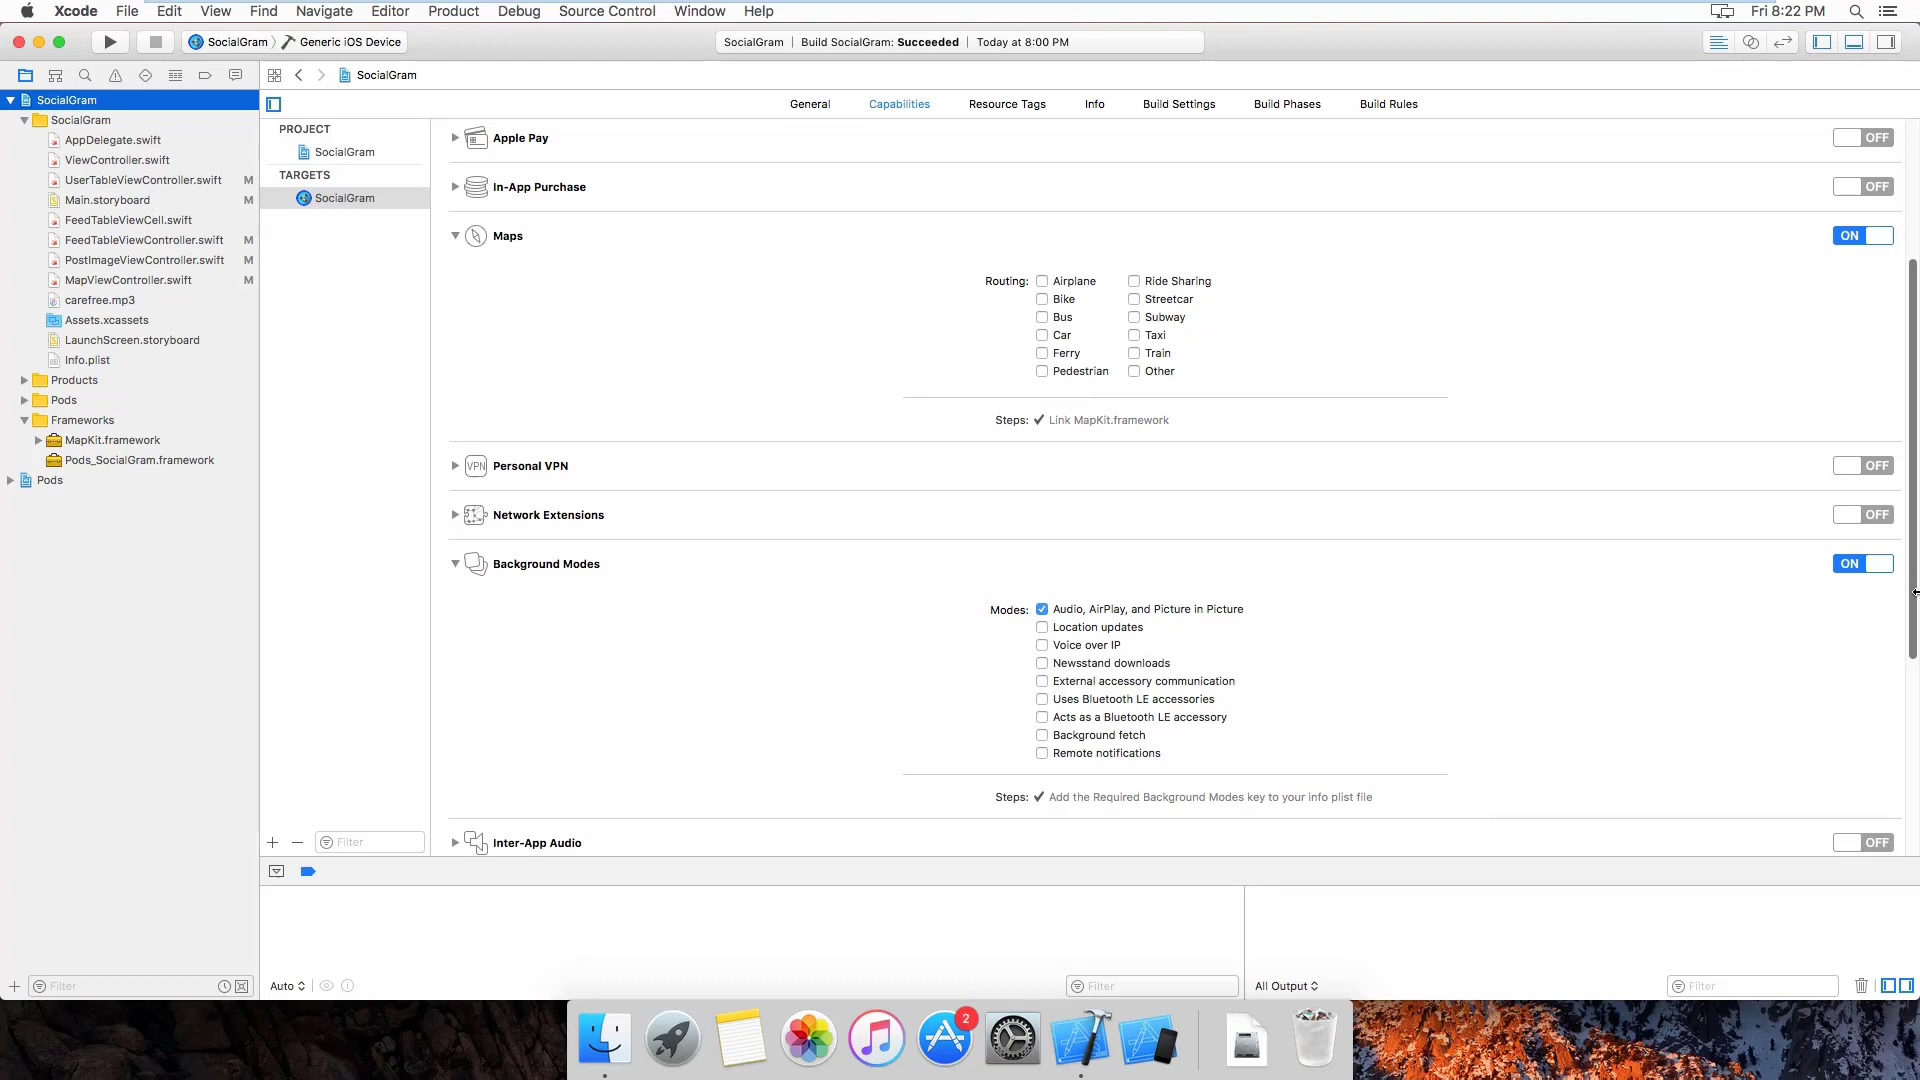 Xcode File Edit View Find Navigate Editor Product Debug Source Control Window Help Fri 8:22 PM
SocialGram Generic iOS Device SocialGram | Build SocialGram: Succeeded | Today at 8:00 PM
SocialGram
SocialGram
SocialGram
AppDelegate.swift
ViewController.swift
UserTableViewController.swift M
Main.storyboard M
FeedTableViewCell.swift
FeedTableViewController.swift M
PostImageViewController.swift M
MapViewController.swift M
carefree.mp3
Assets.xcassets
LaunchScreen.storyboard
Info.plist
Products
Pods
Frameworks
MapKit.framework
Pods_SocialGram.framework
Pods
Filter
General Capabilities Resource Tags Info Build Settings Build Phases Build Rules
PROJECT
SocialGram
TARGETS
SocialGram
Filter
Apple Pay OFF
In-App Purchase OFF
Maps ON
Routing: Airplane Ride Sharing
Bike Streetcar
Bus Subway
Car Taxi
Ferry Train
Pedestrian Other
Steps: ✓ Link MapKit.framework
VPN Personal VPN OFF
Network Extensions OFF
Background Modes ON
Modes: Audio, AirPlay, and Picture in Picture
Location updates
Voice over IP
Newsstand downloads
External accessory communication
Uses Bluetooth LE accessories
Acts as a Bluetooth LE accessory
Background fetch
Remote notifications
Steps: ✓ Add the Required Background Modes key to your info plist file
Inter-App Audio OFF
Auto Filter All Output Filter
2